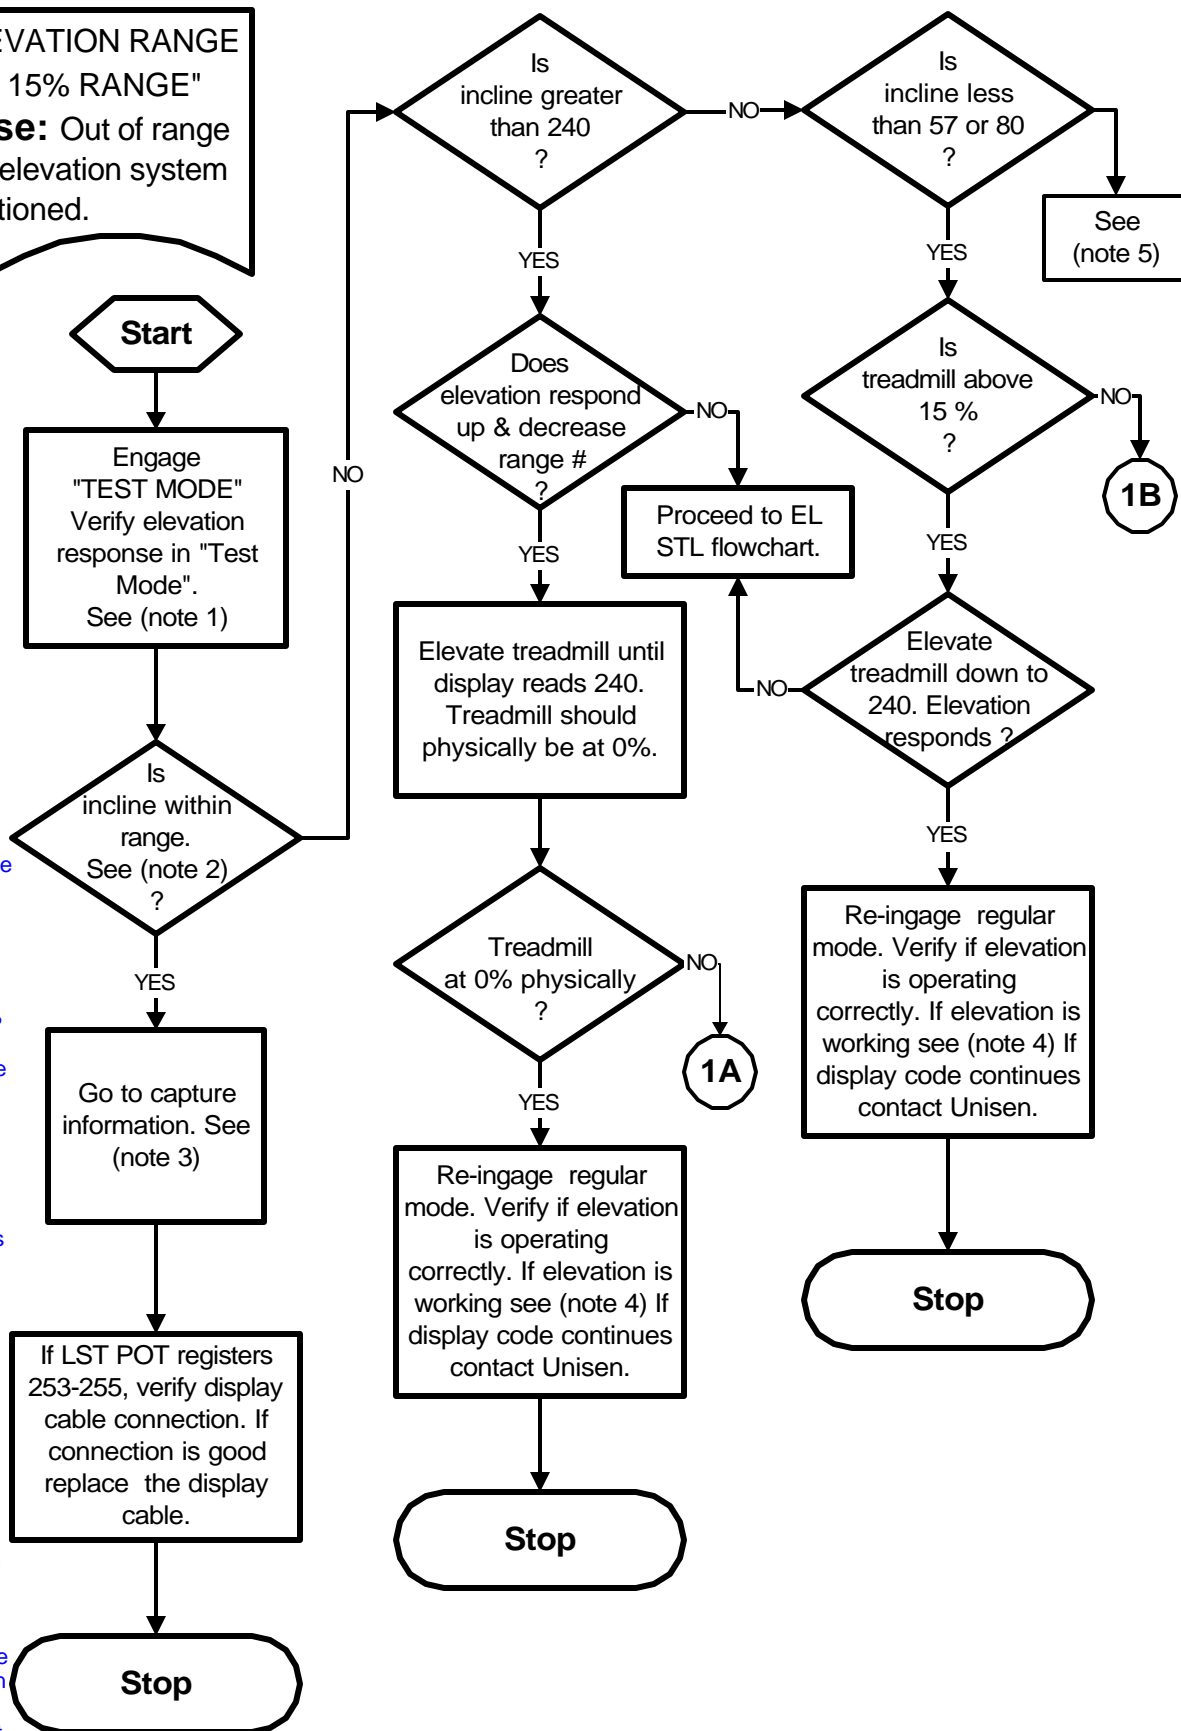 EVATION RANGE
15% RANGE"
se: Out of range
elevation system
tioned.
Start
Engage
"TEST MODE"
Verify elevation
response in "Test
Mode".
See (note 1)
Is
incline within
range.
See (note 2)
?
NO
YES
Go to capture
information. See
(note 3)
If LST POT registers
253-255, verify display
cable connection. If
connection is good
replace the display
cable.
Stop
Is
incline greater
than 240
?
NO
YES
Does
elevation respond
up & decrease
range #
?
NO
YES
Proceed to EL
STL flowchart.
Elevate treadmill until
display reads 240.
Treadmill should
physically be at 0%.
Treadmill
at 0% physically
?
NO
1A
YES
Re-ingage regular
mode. Verify if elevation
is operating
correctly. If elevation is
working see (note 4) If
display code continues
contact Unisen.
Stop
Is
incline less
than 57 or 80
?
See
(note 5)
YES
Is
treadmill above
15 %
?
NO
1B
YES
Elevate
treadmill down to
240. Elevation
responds ?
NO
YES
Re-ingage regular
mode. Verify if elevation
is operating
correctly. If elevation is
working see (note 4) If
display code continues
contact Unisen.
Stop
e
e
s
e
n